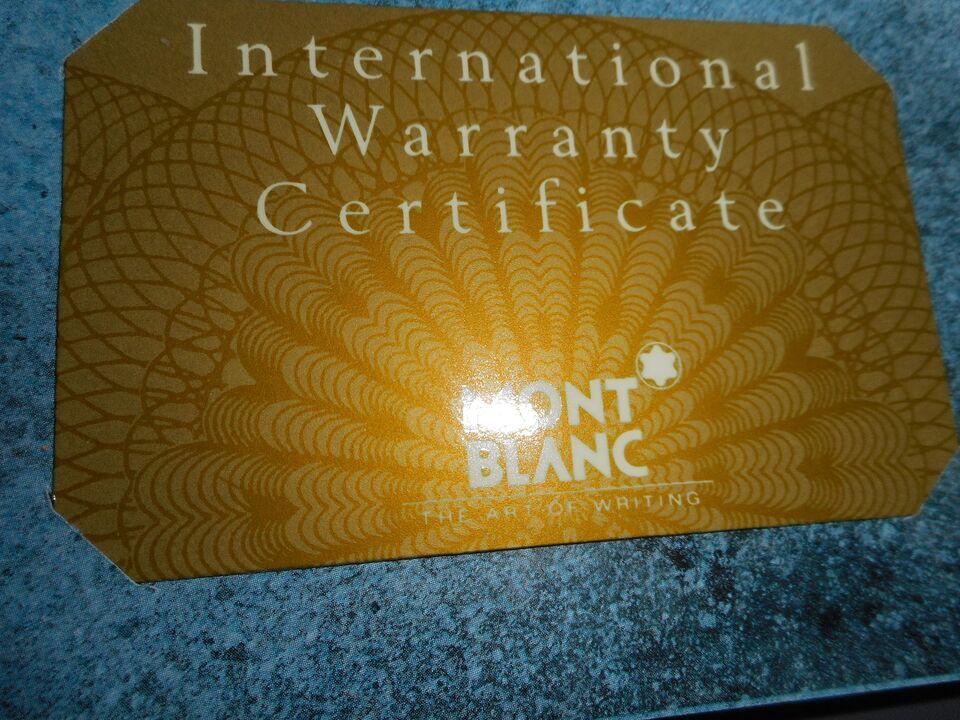 International
Warranty
Certificate
MONT
BLANC
THE ART OF WRITING